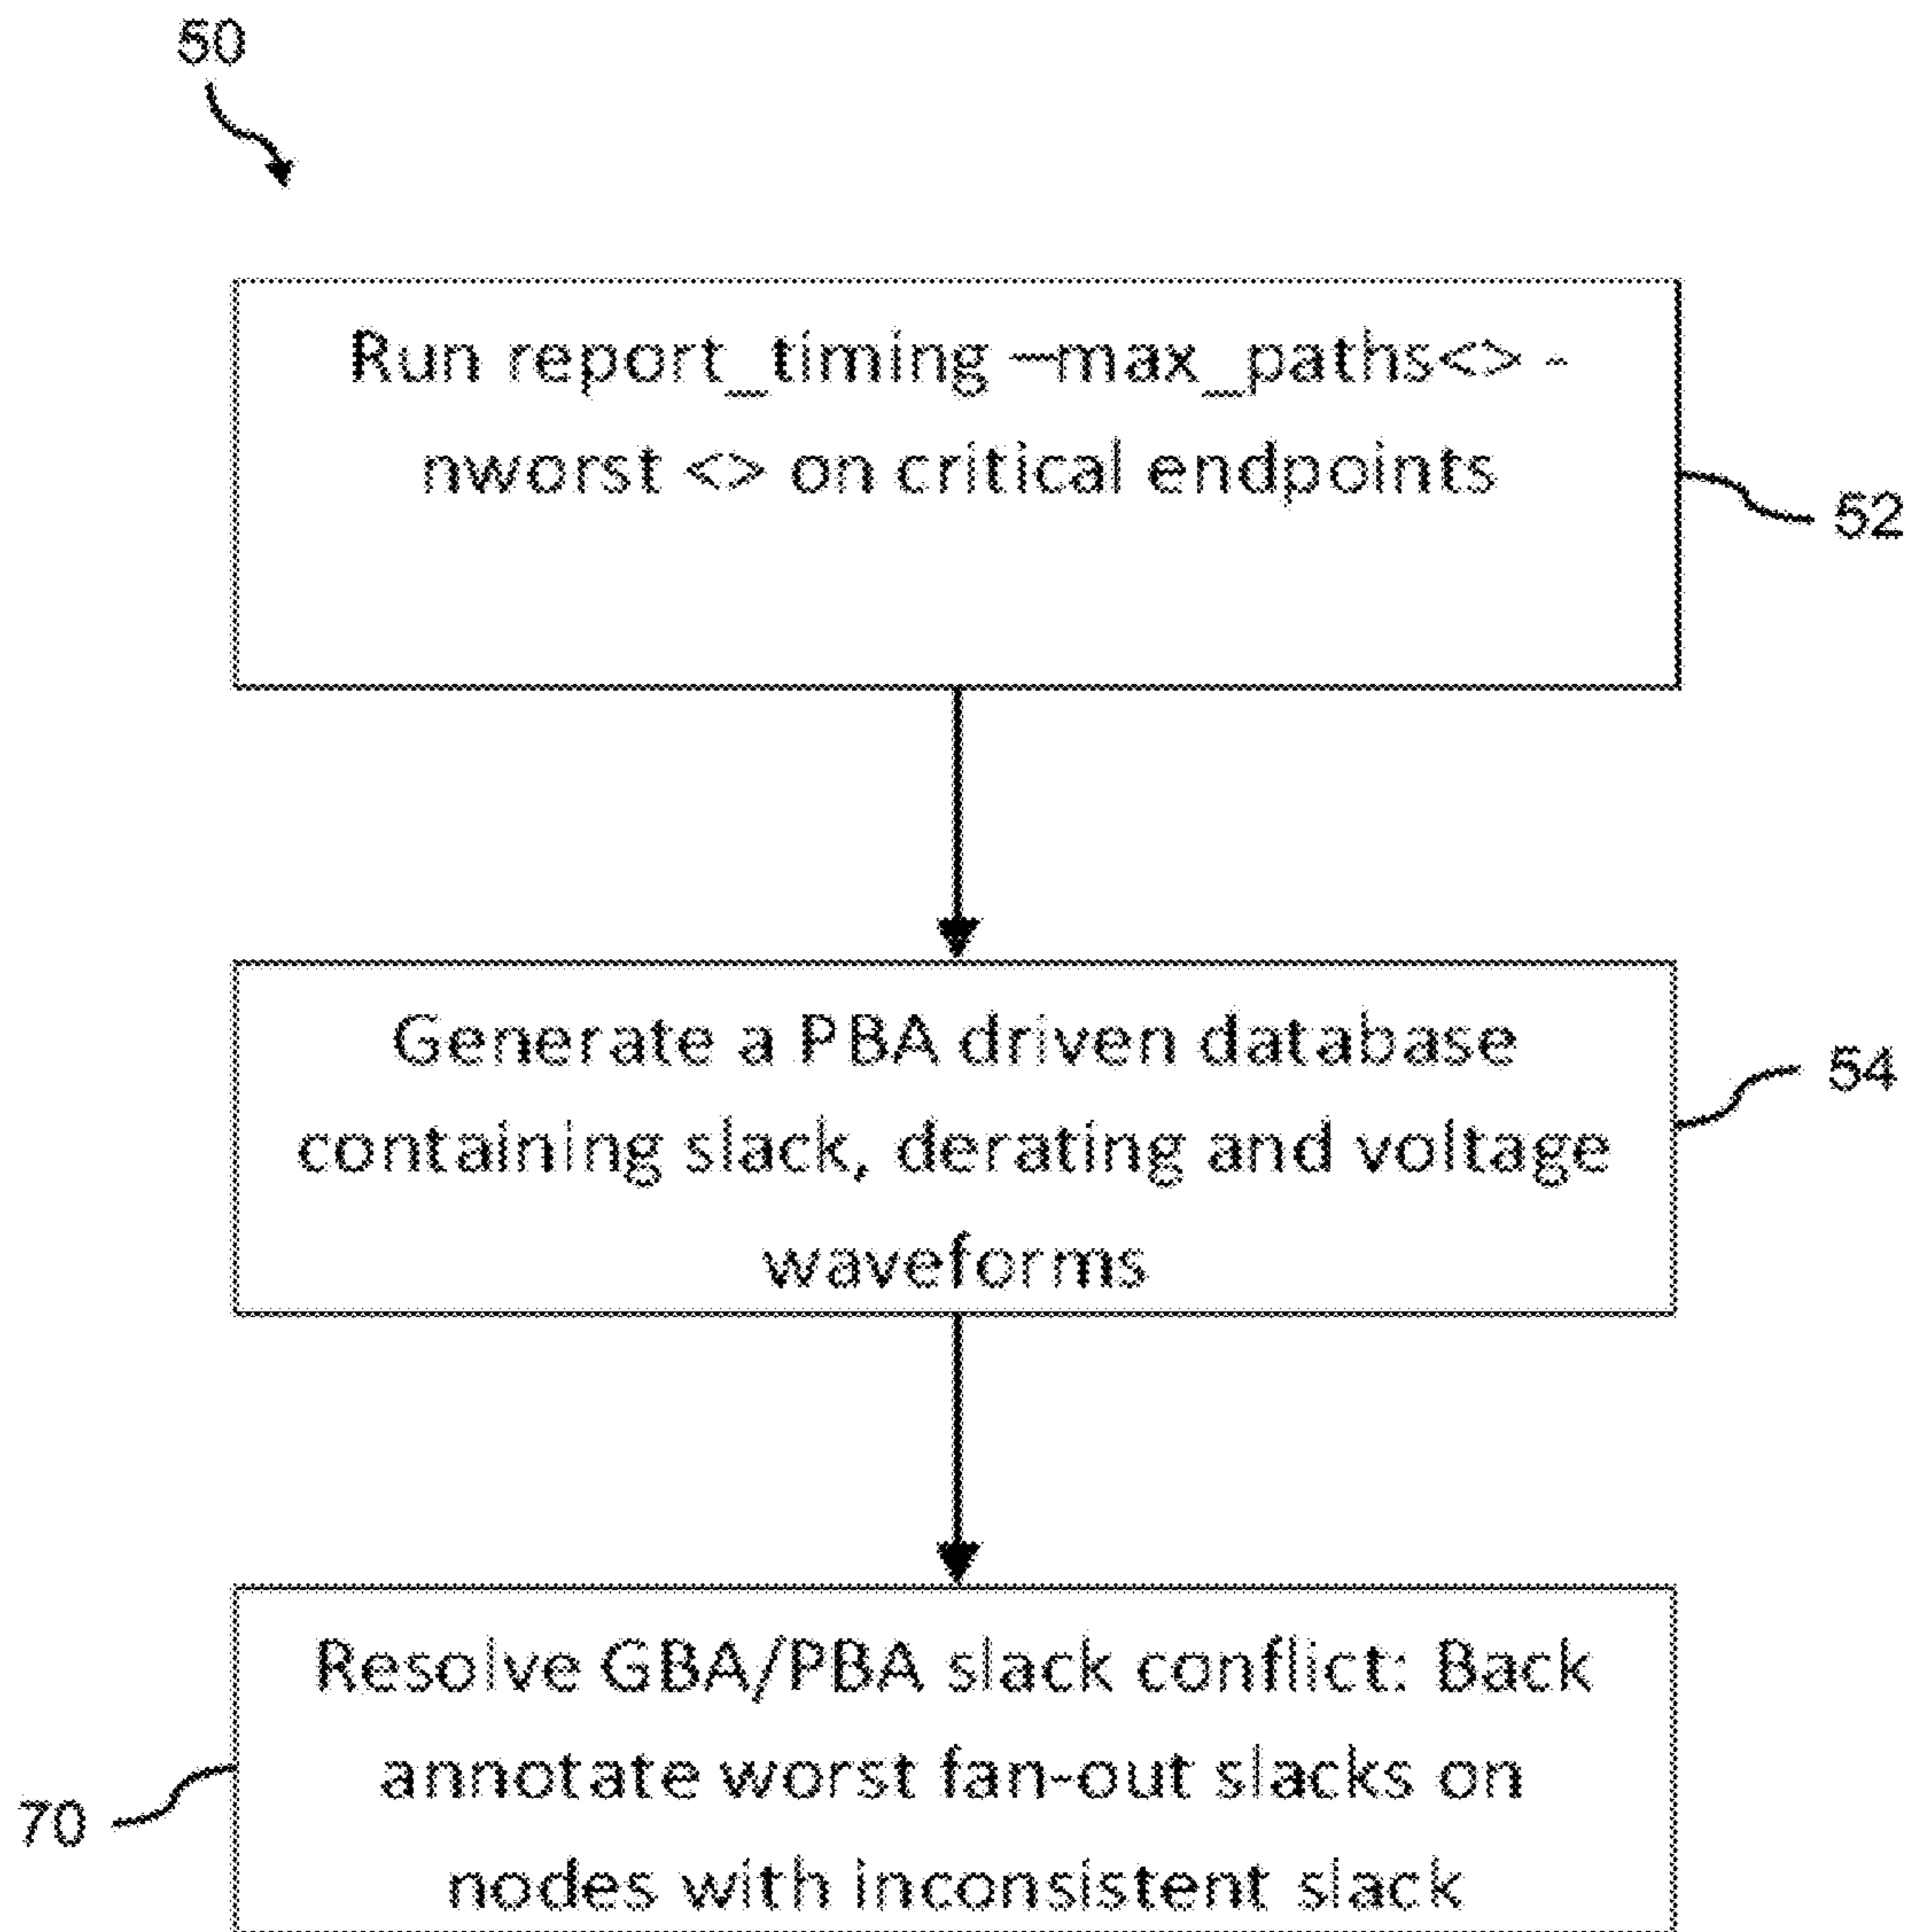 50
Run report_timing –max_paths<> -
nworst <> on critical endpoints
52
Generate a PBA driven database
containing slack, derating and voltage
waveforms
54
Resolve GBA/PBA slack conflict: Back
annotate worst fan-out slacks on
nodes with inconsistent slack
70